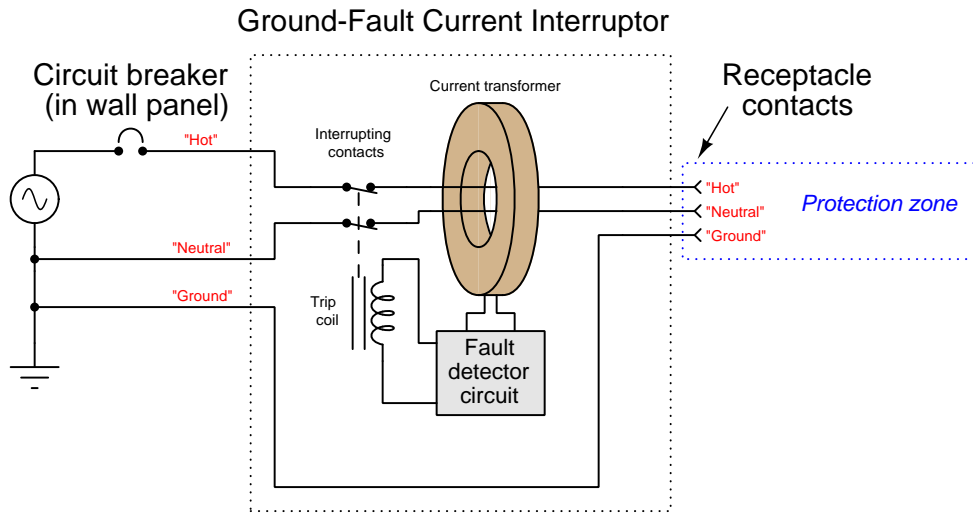 Ground-Fault Current Interruptor
Circuit breaker
(in wall panel)
Current transformer
Receptacle
contacts
"Hot"
Interrupting
contacts
"Hot"
"Neutral"
"Ground"
Protection zone
"Neutral"
"Ground"
Trip
coil
Fault
detector
circuit